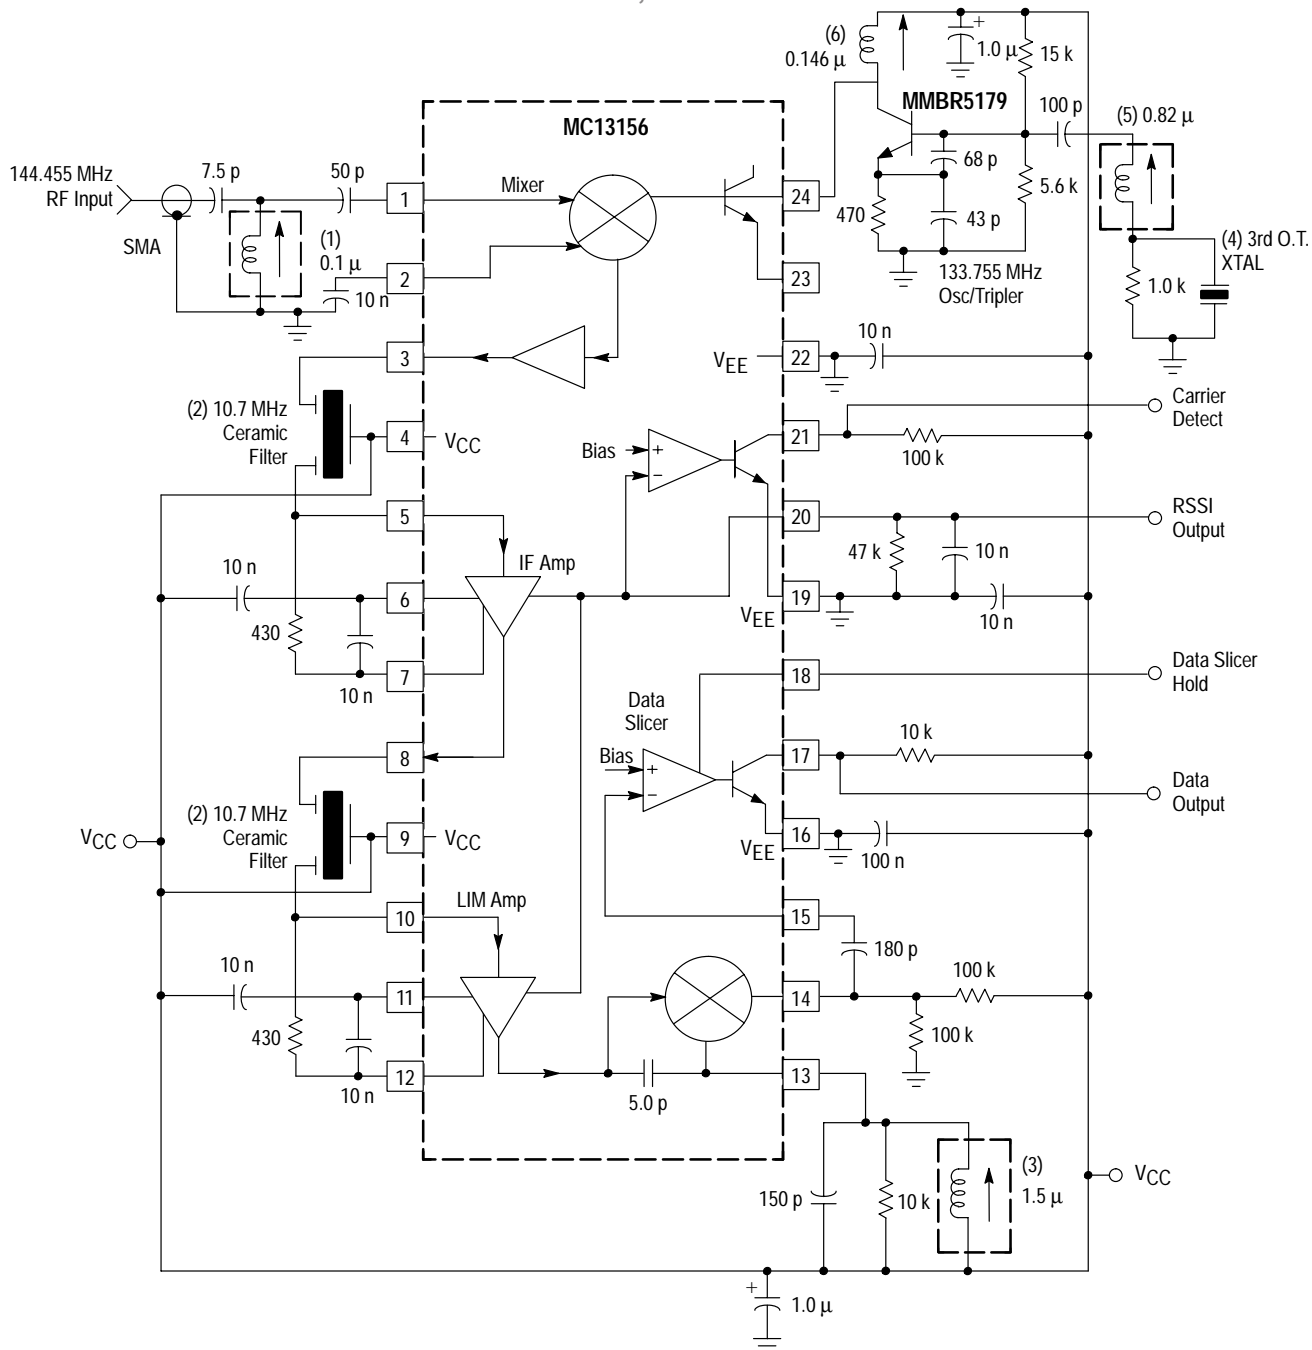 (6)
0.146 µ
+
1.0 µ
15 k
MMBR5179
100 p
(5) 0.82 µ
MC13156
144.455 MHz
RF Input
7.5 p
50 p
1
Mixer
24
68 p
5.6 k
470
43 p
SMA
(1)
0.1 µ
10 n
2
23
133.755 MHz
Osc/Tripler
1.0 k
(4) 3rd O.T.
XTAL
3
VEE
22
10 n
(2) 10.7 MHz
Ceramic
Filter
4
VCC
Bias
+
–
21
100 k
Carrier
Detect
5
20
RSSI
Output
47 k
10 n
10 n
IF Amp
6
VEE
19
10 n
430
7
10 n
18
Data Slicer
Hold
Data
Slicer
8
Bias
+
–
17
10 k
Data
Output
(2) 10.7 MHz
Ceramic
Filter
VCC
9
VCC
VEE
16
100 n
LIM Amp
10
15
180 p
10 n
11
14
100 k
100 k
430
10 n
12
5.0 p
13
150 p
10 k
(3)
1.5 µ
VCC
+
1.0 µ